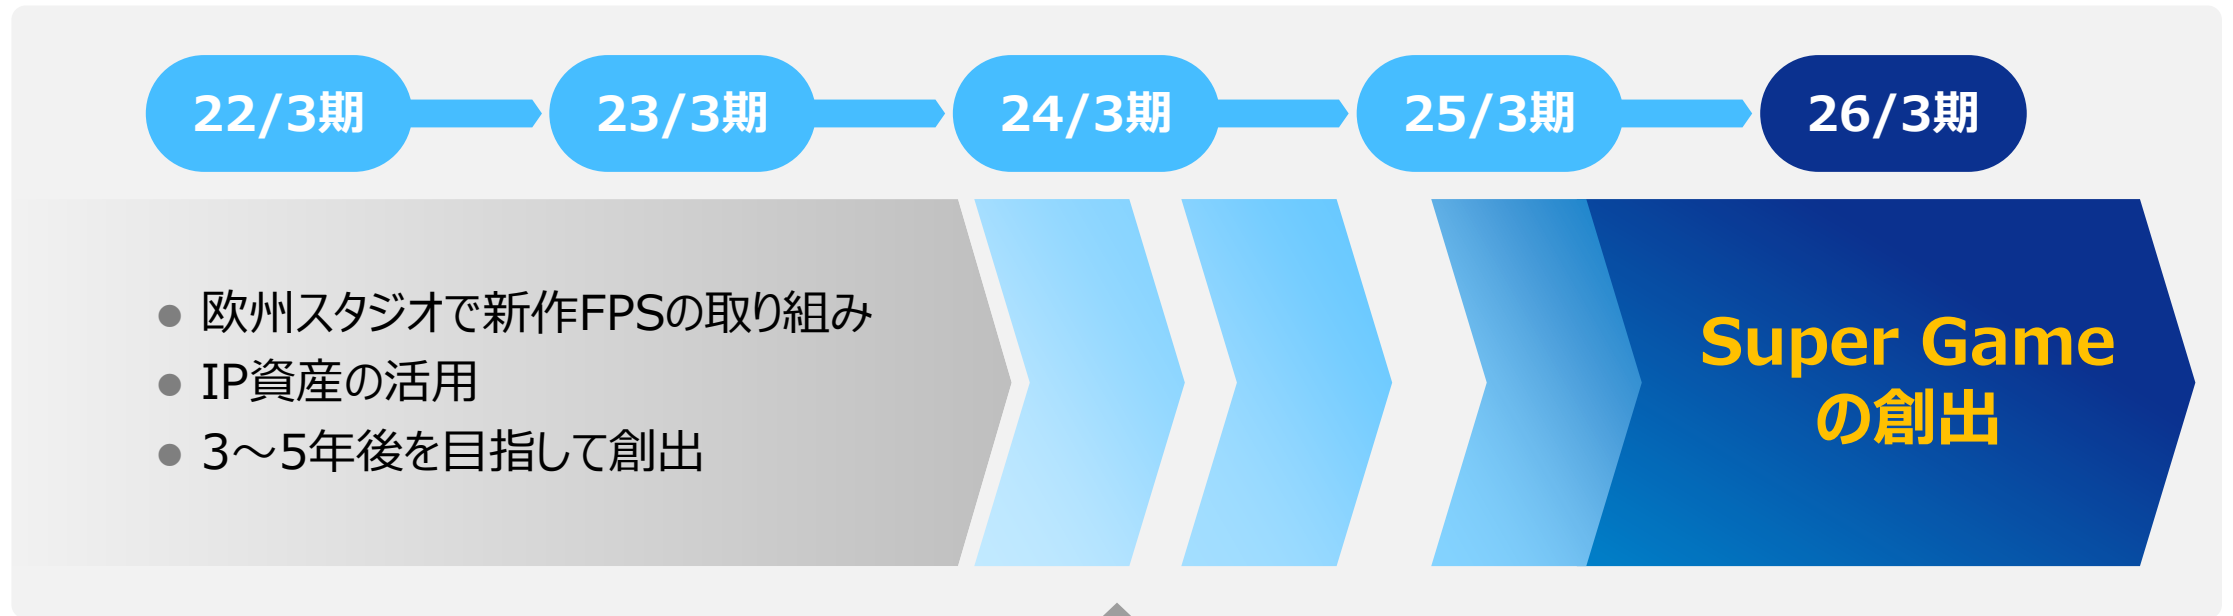 22/3期
23/3期
24/3期
25/3期
26/3期
● 欧州スタジオで新作FPSの取り組み
● IP資産の活用
● 3～5年後を目指して創出
Super Game
の創出